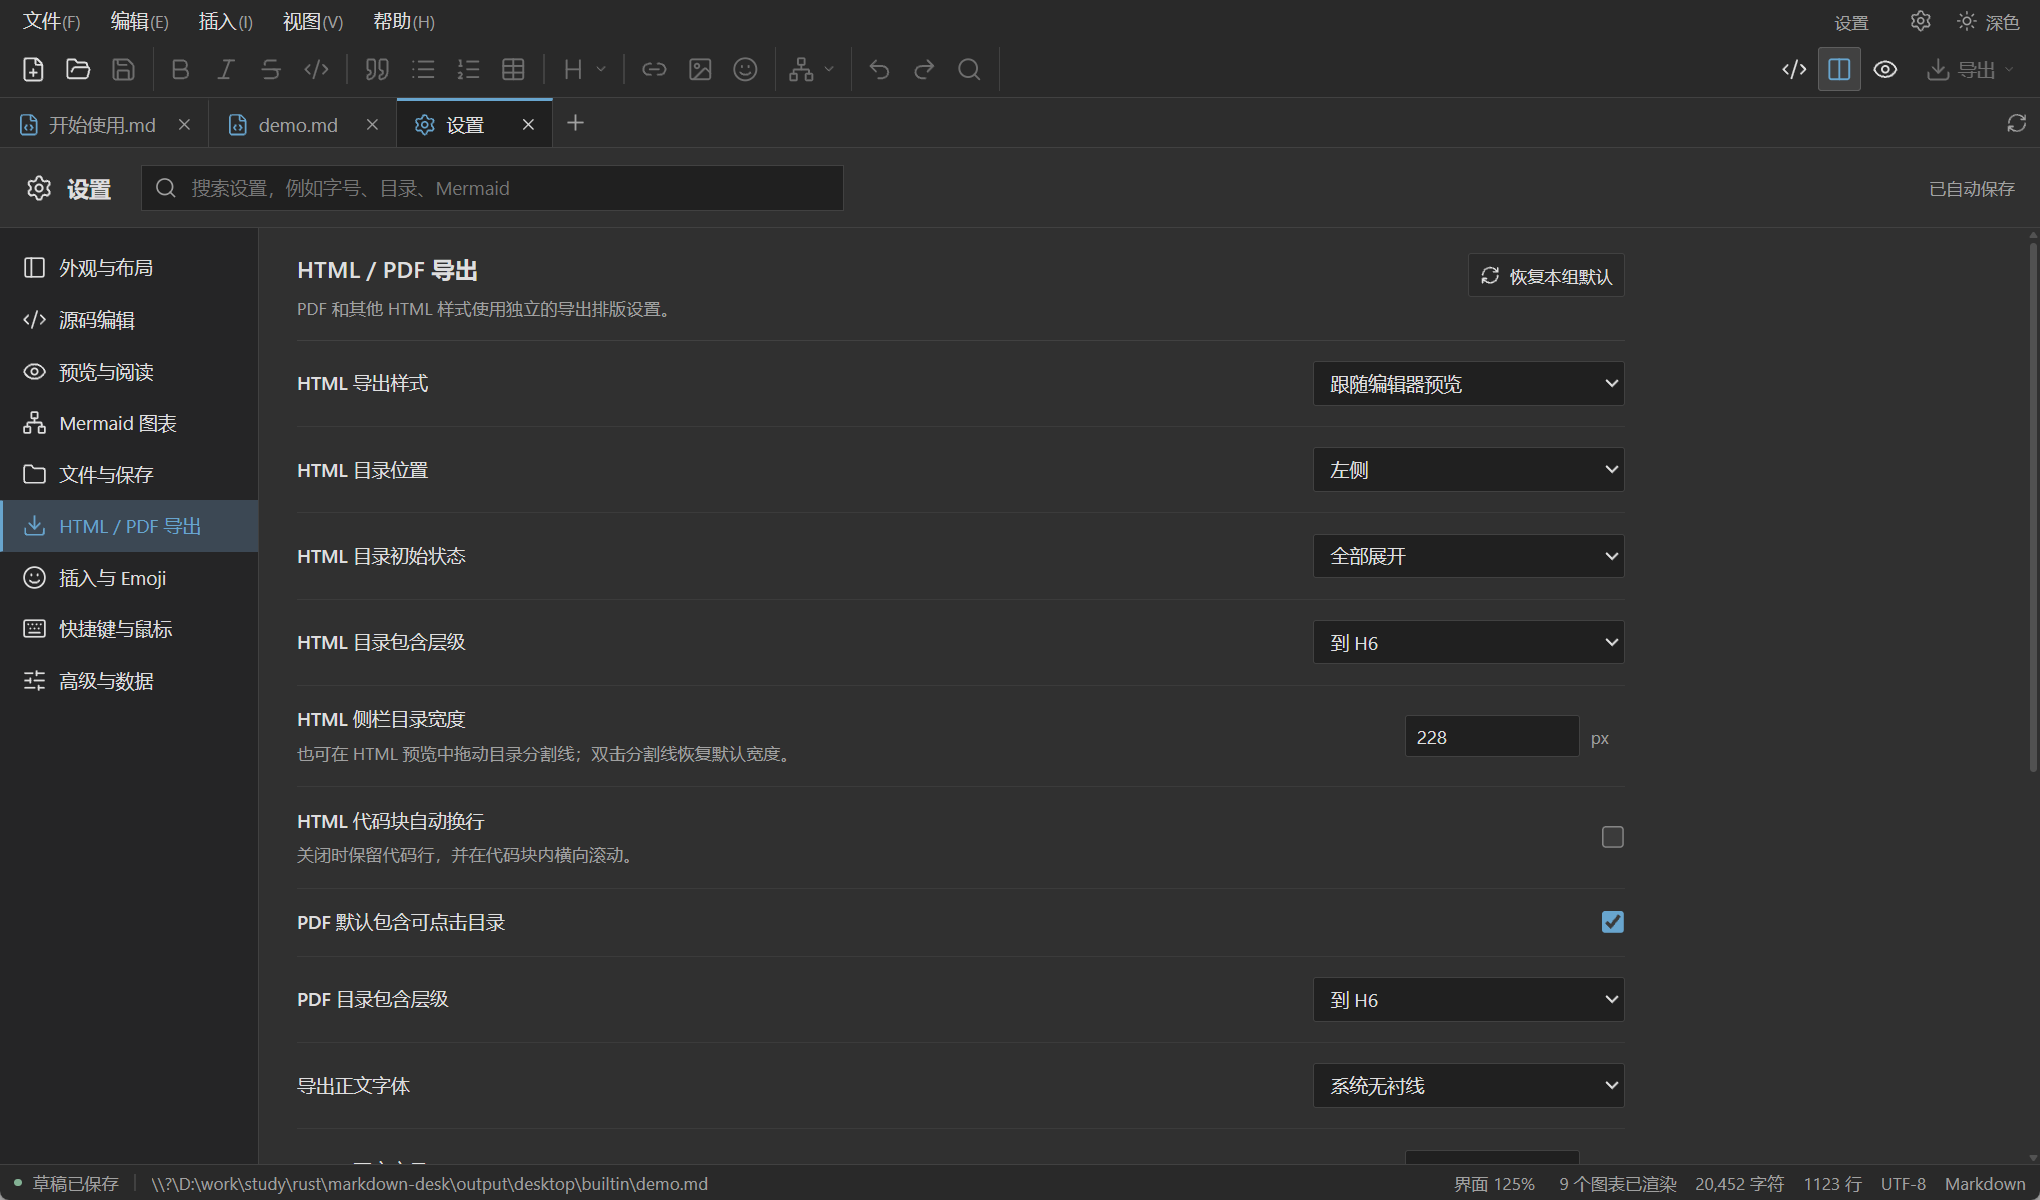 文件(F) 编辑(E) 插入(I) 视图(V) 帮助(H)
设置 深色
导出
开始使用.md
demo.md
设置
设置
搜索设置，例如字号、目录、Mermaid
已自动保存
外观与布局
源码编辑
预览与阅读
Mermaid 图表
文件与保存
HTML / PDF 导出
插入与 Emoji
快捷键与鼠标
高级与数据
HTML / PDF 导出
PDF 和其他 HTML 样式使用独立的导出排版设置。
恢复本组默认
HTML 导出样式
跟随编辑器预览
HTML 目录位置
左侧
HTML 目录初始状态
全部展开
HTML 目录包含层级
到 H6
HTML 侧栏目录宽度
也可在 HTML 预览中拖动目录分割线；双击分割线恢复默认宽度。
228 px
HTML 代码块自动换行
关闭时保留代码行，并在代码块内横向滚动。
PDF 默认包含可点击目录
PDF 目录包含层级
到 H6
导出正文字体
系统无衬线
草稿已保存
\\?\D:\work\study\rust\markdown-desk\output\desktop\builtin\demo.md
界面 125% 9 个图表已渲染 20,452 字符 1123 行 UTF-8 Markdown